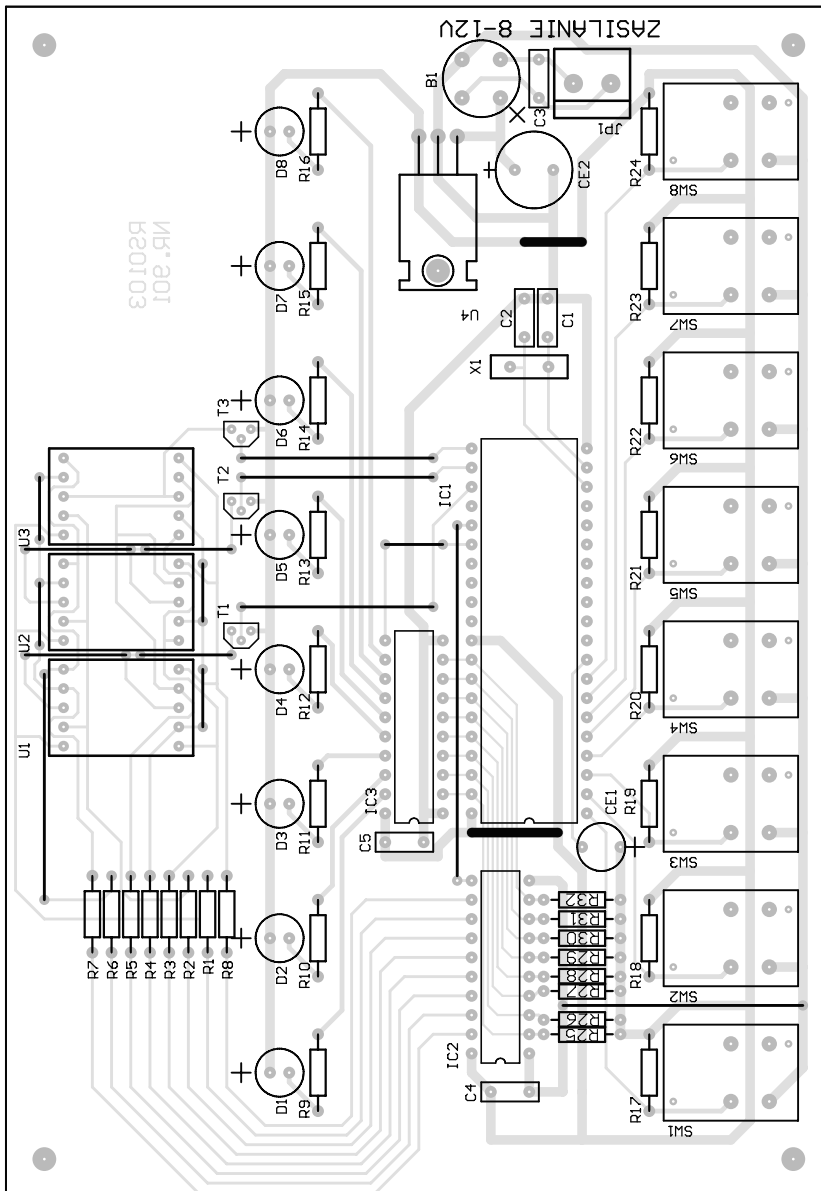 ZASILANIE 8-12V
B1
C3
JP1
CE2
D8
R16
R24
SW8
NR.901
RS0103
D7
R15
U4
C2
C1
R23
SW7
X1
T3
D6
R14
R22
SW6
T2
IC1
U3
D5
R13
R21
SW5
T1
U2
D4
R12
R20
SW4
U1
IC3
CE1
R19
D3
R11
C5
SW3
R7
R6
R5
R4
R3
R2
R1
R8
D2
R10
R32
R31
R30
R29
R28
R27
R26
R25
R18
SW2
IC2
C4
D1
R9
R17
SW1